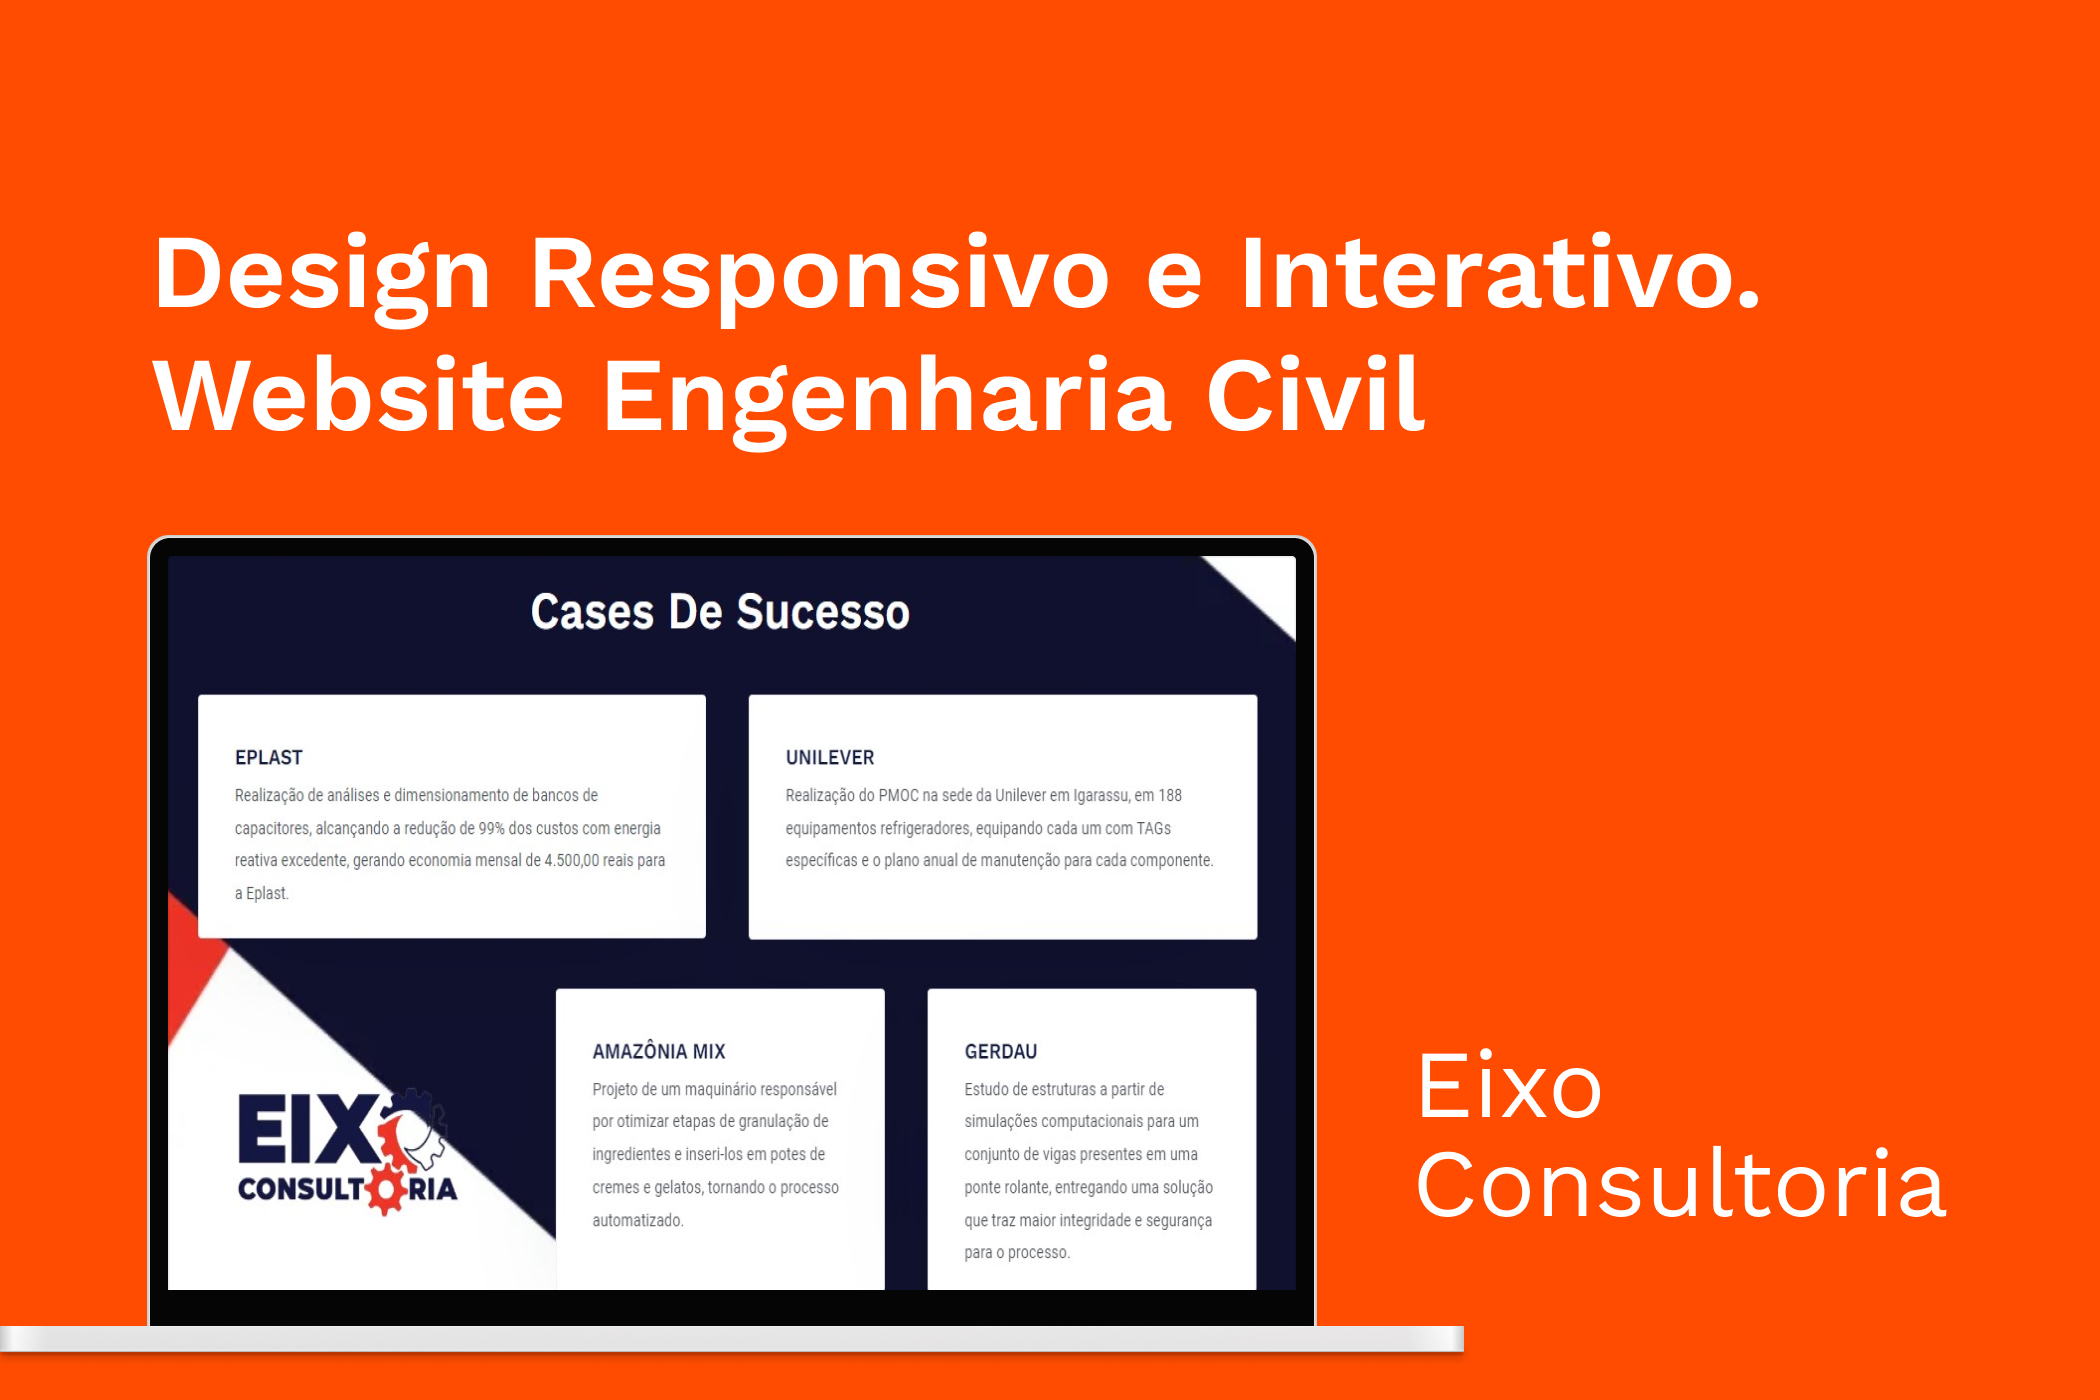 Design Responsivo e Interativo.
Website Engenharia Civil
Cases De Sucesso
EPLAST
Realização de análises e dimensionamento de bancos de
capacitores, alcançando a redução de 99% dos custos com energia
reativa excedente, gerando economia mensal de 4.500,00 reais para
a Eplast.
UNILEVER
Realização do PMOC na sede da Unilever em Igarassu, em 188
equipamentos refrigeradores, equipando cada um com TAGs
específicas e o plano anual de manutenção para cada componente.
EIXO
CONSULTORIA
AMAZÔNIA MIX
Projeto de um maquinário responsável
por otimizar etapas de granulação de
ingredientes e inseri-los em potes de
cremes e gelatos, tornando o processo
automatizado.
GERDAU
Estudo de estruturas a partir de
simulações computacionais para um
conjunto de vigas presentes em uma
ponte rolante, entregando uma solução
que traz maior integridade e segurança
para o processo.
Eixo
Consultoria